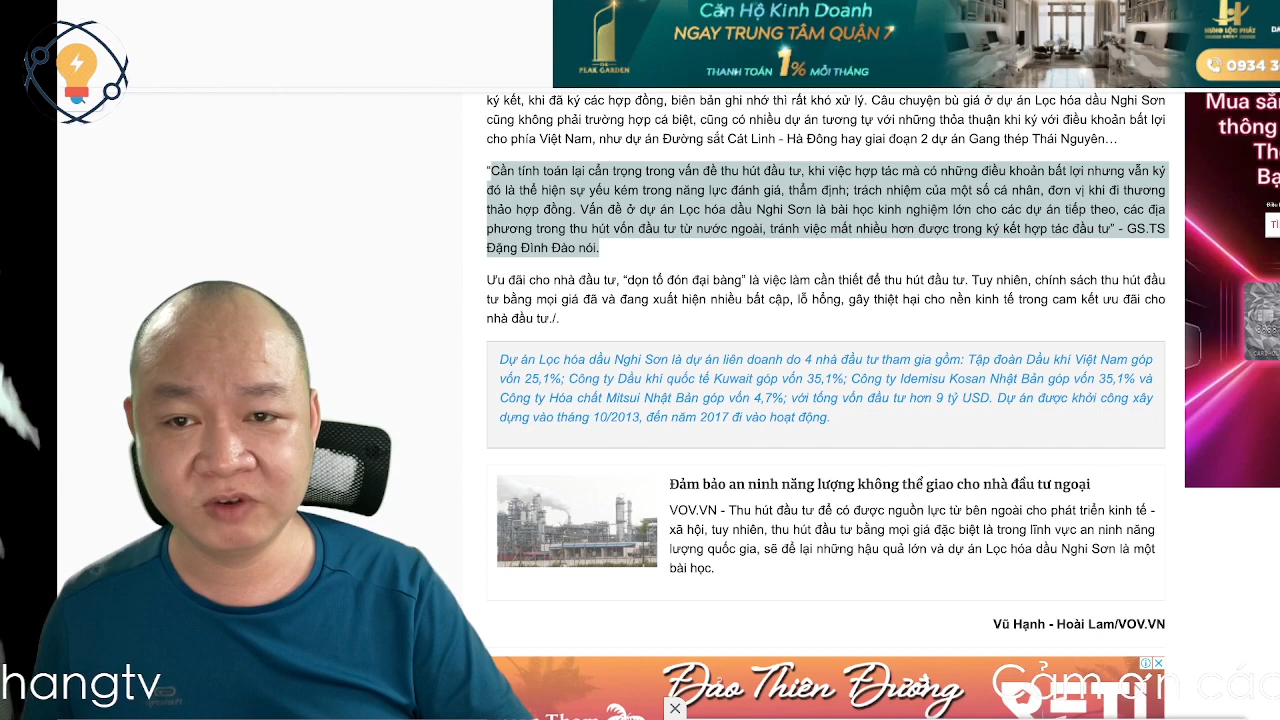 Căn Hộ Kinh Doanh
NGAY TRUNG TÂM QUẬN 7
THANH TOÁN 1% MỖI THÁNG
PEAK GARDEN
HƯNG LỘC PHÁT
0934 3
ký kết, khi đã ký các hợp đồng, biên bản ghi nhớ thì rất khó xử lý. Câu chuyện bù giá ở dự án Lọc hóa dầu Nghi Sơn
cũng không phải trường hợp cá biệt, cũng có nhiều dự án tương tự với những thỏa thuận khi ký với điều khoản bất lợi
cho phía Việt Nam, như dự án Đường sắt Cát Linh - Hà Đông hay giai đoạn 2 dự án Gang thép Thái Nguyên…
“Cần tính toán lại cẩn trọng trong vấn đề thu hút đầu tư, khi việc hợp tác mà có những điều khoản bất lợi nhưng vẫn ký
đó là thể hiện sự yếu kém trong năng lực đánh giá, thẩm định; trách nhiệm của một số cá nhân, đơn vị khi đi thương
thảo hợp đồng. Vấn đề ở dự án Lọc hóa dầu Nghi Sơn là bài học kinh nghiệm lớn cho các dự án tiếp theo, các địa
phương trong thu hút vốn đầu tư từ nước ngoài, tránh việc mất nhiều hơn được trong ký kết hợp tác đầu tư” - GS.TS
Đặng Đình Đào nói.
Ưu đãi cho nhà đầu tư, “dọn tổ đón đại bàng” là việc làm cần thiết để thu hút đầu tư. Tuy nhiên, chính sách thu hút đầu
tư bằng mọi giá đã và đang xuất hiện nhiều bất cập, lỗ hổng, gây thiệt hại cho nền kinh tế trong cam kết ưu đãi cho
nhà đầu tư./.
Dự án Lọc hóa dầu Nghi Sơn là dự án liên doanh do 4 nhà đầu tư tham gia gồm: Tập đoàn Dầu khí Việt Nam góp
vốn 25,1%; Công ty Dầu khí quốc tế Kuwait góp vốn 35,1%; Công ty Idemisu Kosan Nhật Bản góp vốn 35,1% và
Công ty Hóa chất Mitsui Nhật Bản góp vốn 4,7%; với tổng vốn đầu tư hơn 9 tỷ USD. Dự án được khởi công xây
dựng vào tháng 10/2013, đến năm 2017 đi vào hoạt động.
Đảm bảo an ninh năng lượng không thể giao cho nhà đầu tư ngoại
VOV.VN - Thu hút đầu tư để có được nguồn lực từ bên ngoài cho phát triển kinh tế -
xã hội, tuy nhiên, thu hút đầu tư bằng mọi giá đặc biệt là trong lĩnh vực an ninh năng
lượng quốc gia, sẽ để lại những hậu quả lớn và dự án Lọc hóa dầu Nghi Sơn là một
bài học.
Vũ Hạnh - Hoài Lam/VOV.VN
Mua sắ
thông
Th
Bạ
Đảo Thiên Đường
hangtv
Cảm ơn các